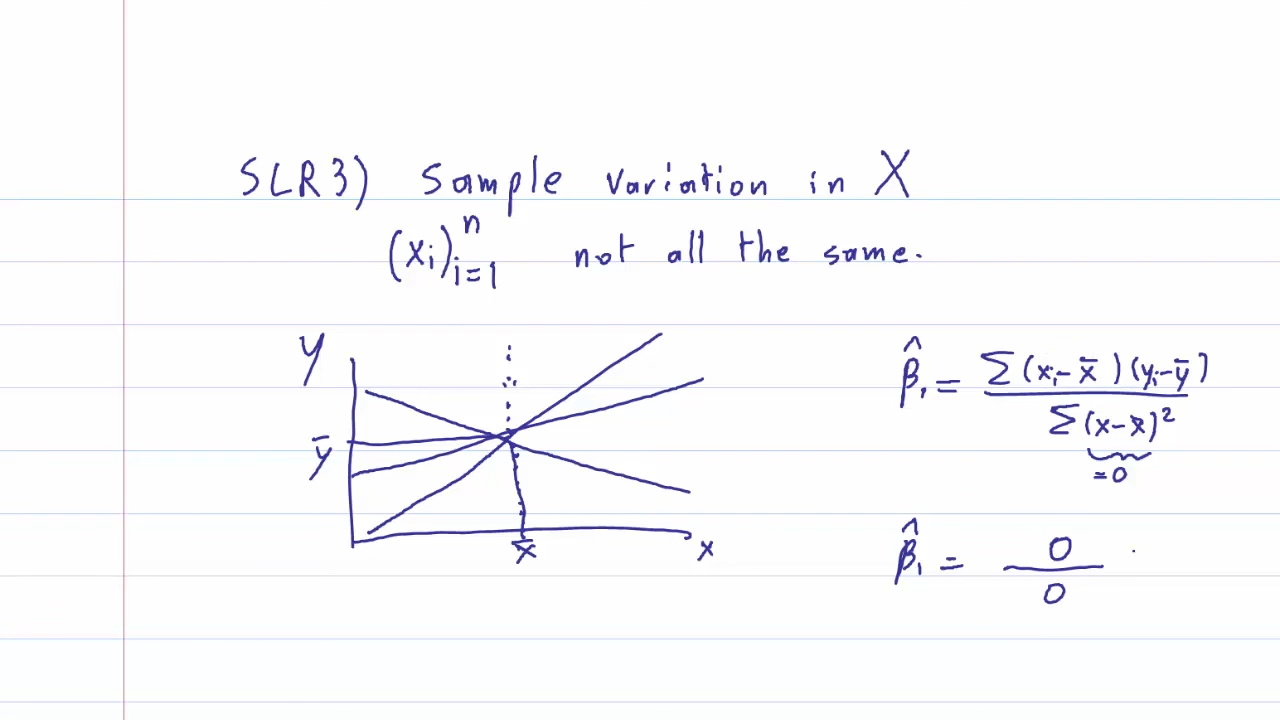 SLR3) Sample variation in X
(xi)ⁿi=1 not all the same.
y
ȳ
x̄
x
β̂₁ = Σ(xi-x̄)(yi-ȳ) / Σ(x-x̄)²
=0
β̂₁ = 0 / 0